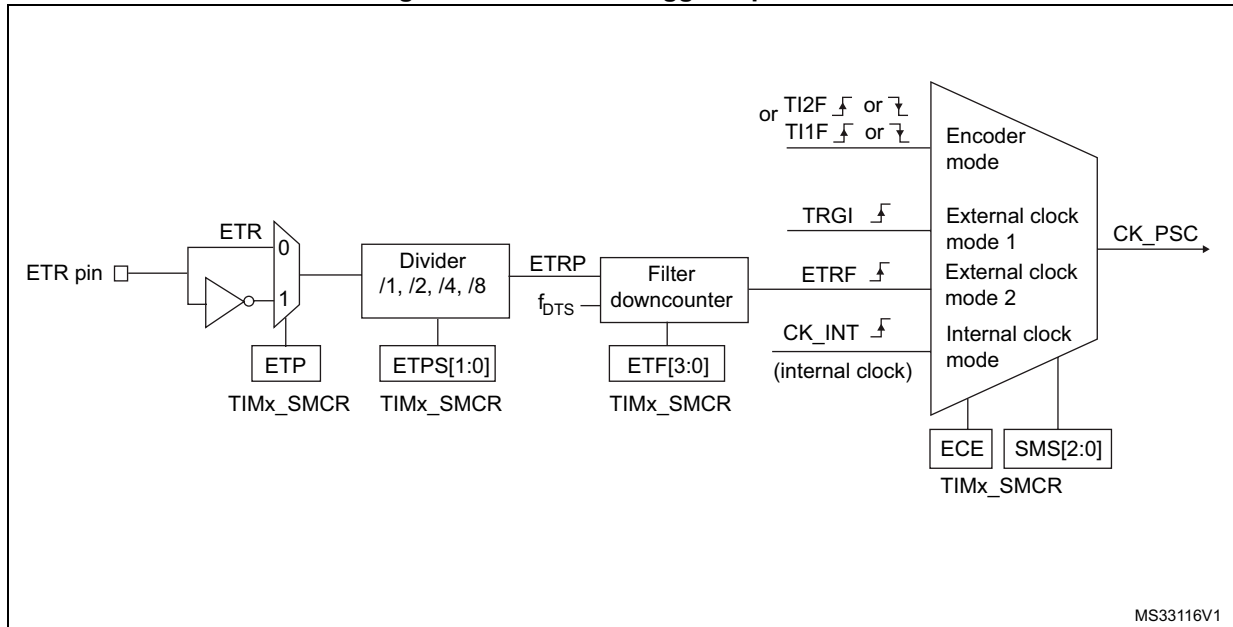 or TI2F or
TI1F or
Encoder
mode
TRGI
External clock
mode 1
CK_PSC
ETR pin
ETR
0
1
Divider
/1, /2, /4, /8
ETRP
fDTS
Filter
downcounter
ETRF
External clock
mode 2
CK_INT
(internal clock)
Internal clock
mode
ETP
TIMx_SMCR
ETPS[1:0]
TIMx_SMCR
ETF[3:0]
TIMx_SMCR
ECE
SMS[2:0]
TIMx_SMCR
MS33116V1